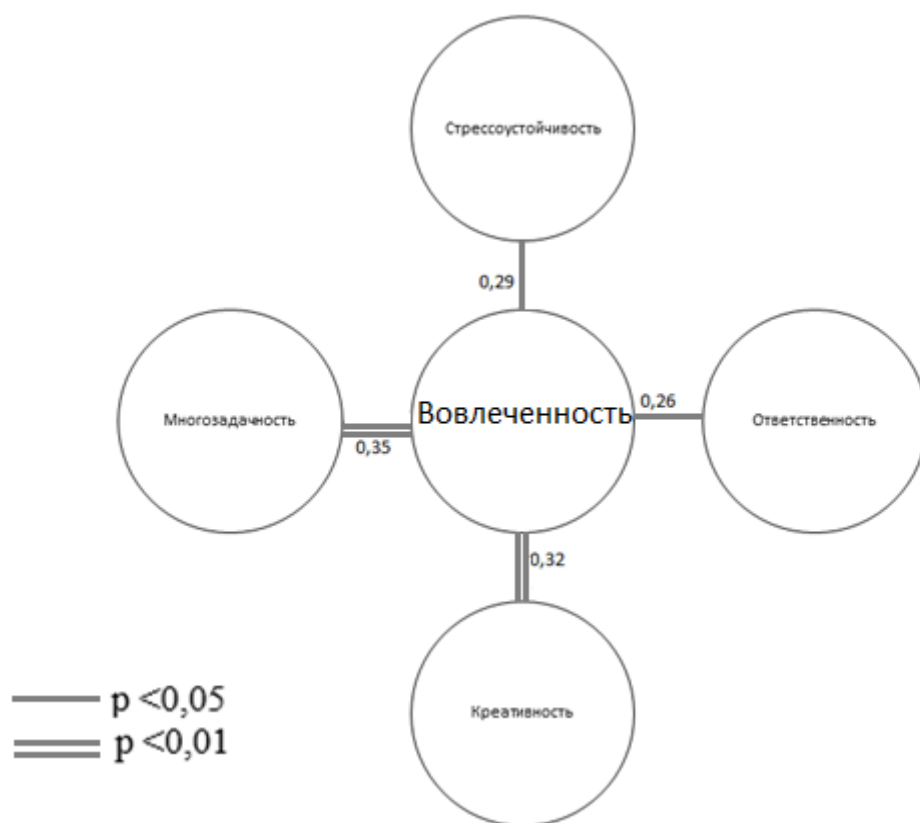 Стрессоустойчивость
0,29
Многозадачность
0,35
Вовлеченность
0,26
Ответственность
0,32
Креативность
p <0,05
p <0,01